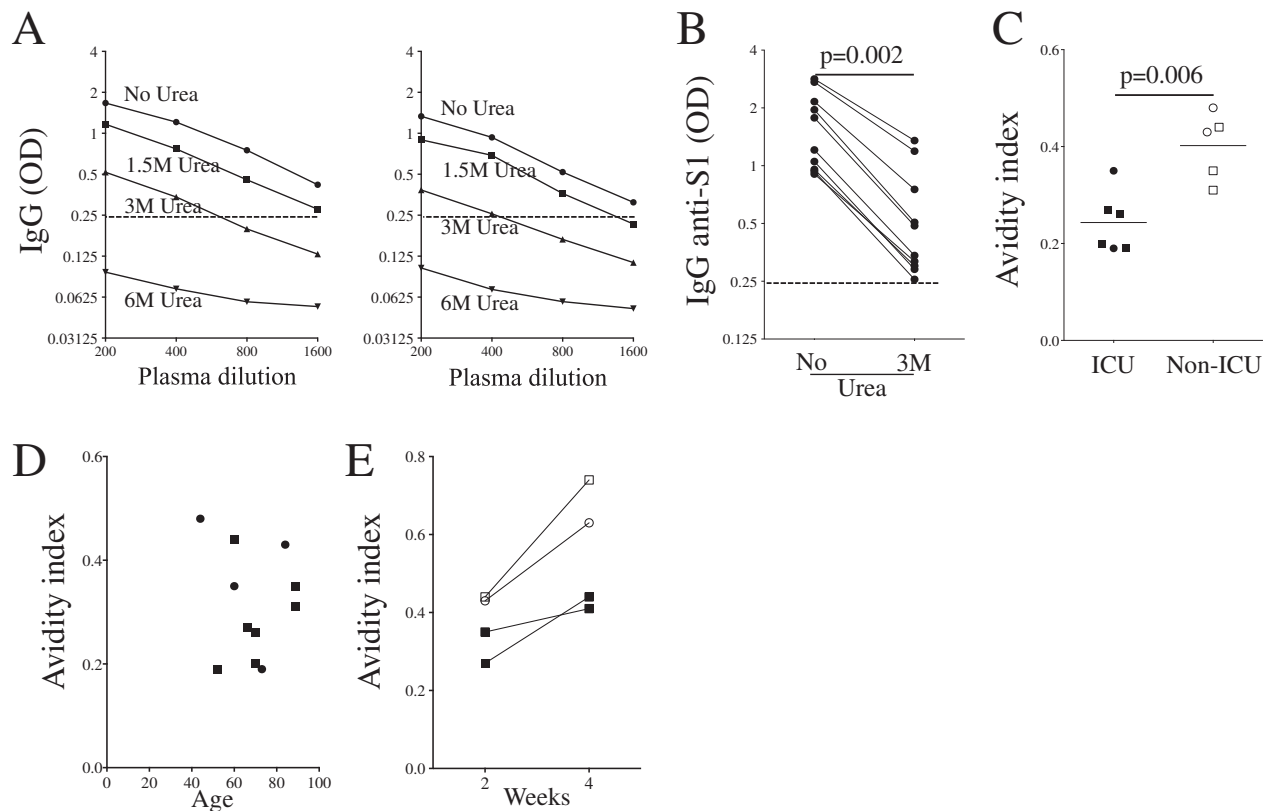 A
IgG (OD)
4
2
1
0.5
0.25
0.125
0.0625
0.03125
No Urea
1.5M Urea
3M Urea
6M Urea
200
400
800
1600
Plasma dilution
4
2
1
0.5
0.25
0.125
0.0625
0.03125
No Urea
1.5M Urea
3M Urea
6M Urea
200
400
800
1600
Plasma dilution
B
IgG anti-S1 (OD)
4
2
1
0.5
0.25
0.125
p=0.002
No
3M
Urea
C
Avidity index
0.6
0.4
0.2
0.0
p=0.006
ICU
Non-ICU
D
Avidity index
0.6
0.4
0.2
0.0
0
20
40
60
80
100
Age
E
Avidity index
0.8
0.6
0.4
0.2
0.0
2
4
Weeks